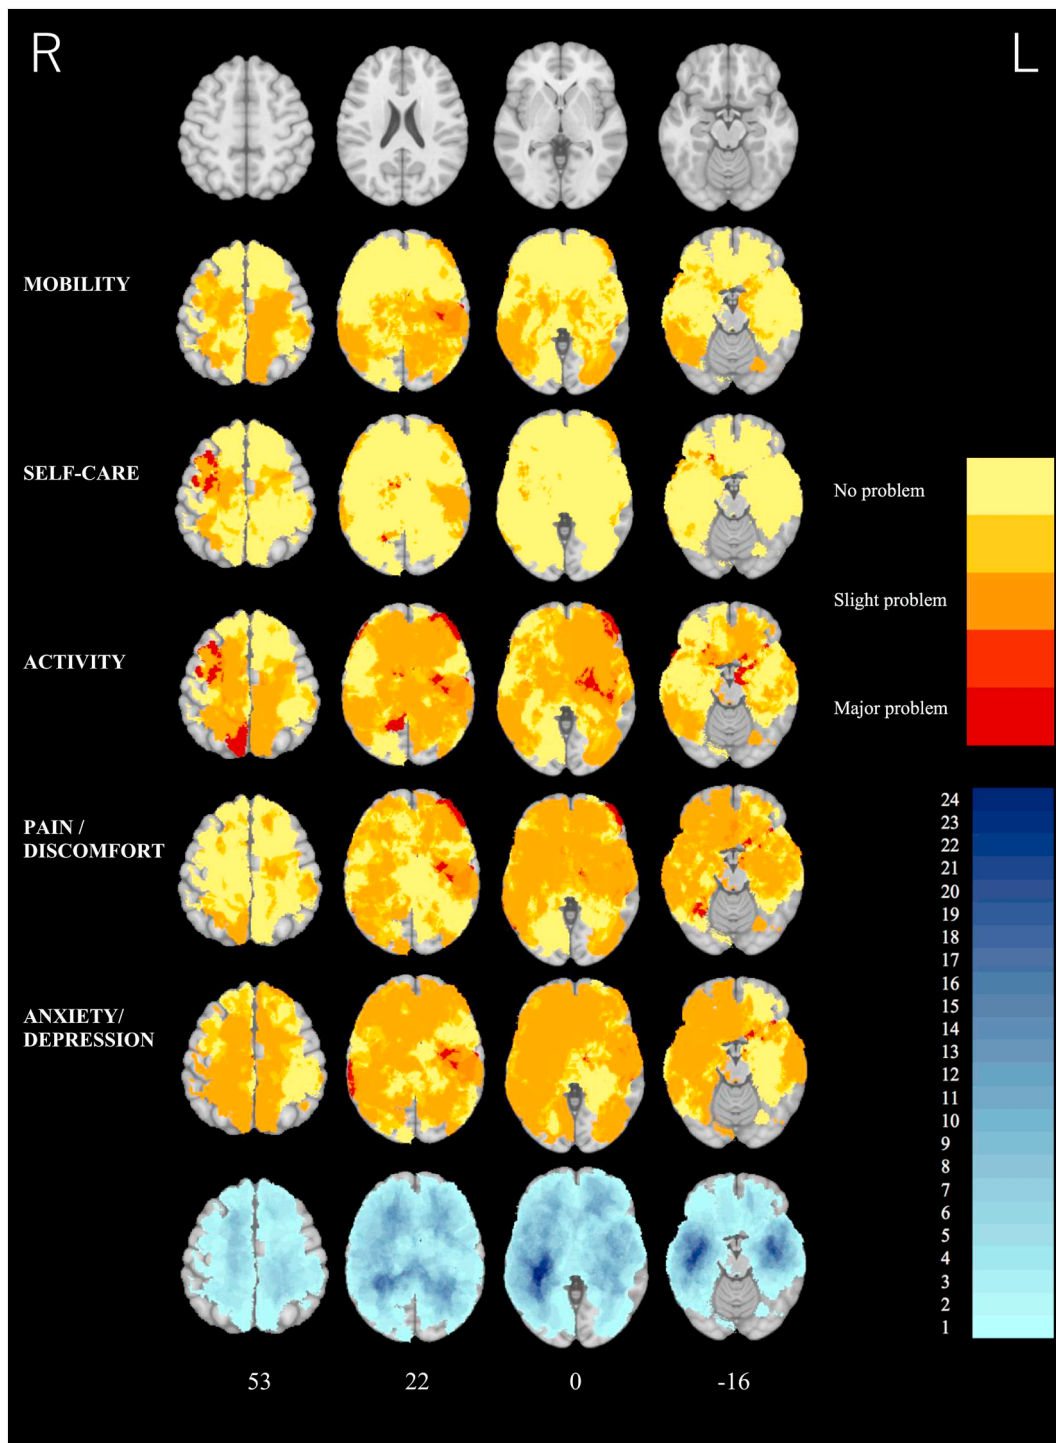 R
L
MOBILITY
SELF-CARE
No problem
Slight problem
ACTIVITY
Major problem
PAIN /
DISCOMFORT
ANXIETY/
DEPRESSION
24
23
22
21
20
19
18
17
16
15
14
13
12
11
10
9
8
7
6
5
4
3
2
1
53
22
0
-16